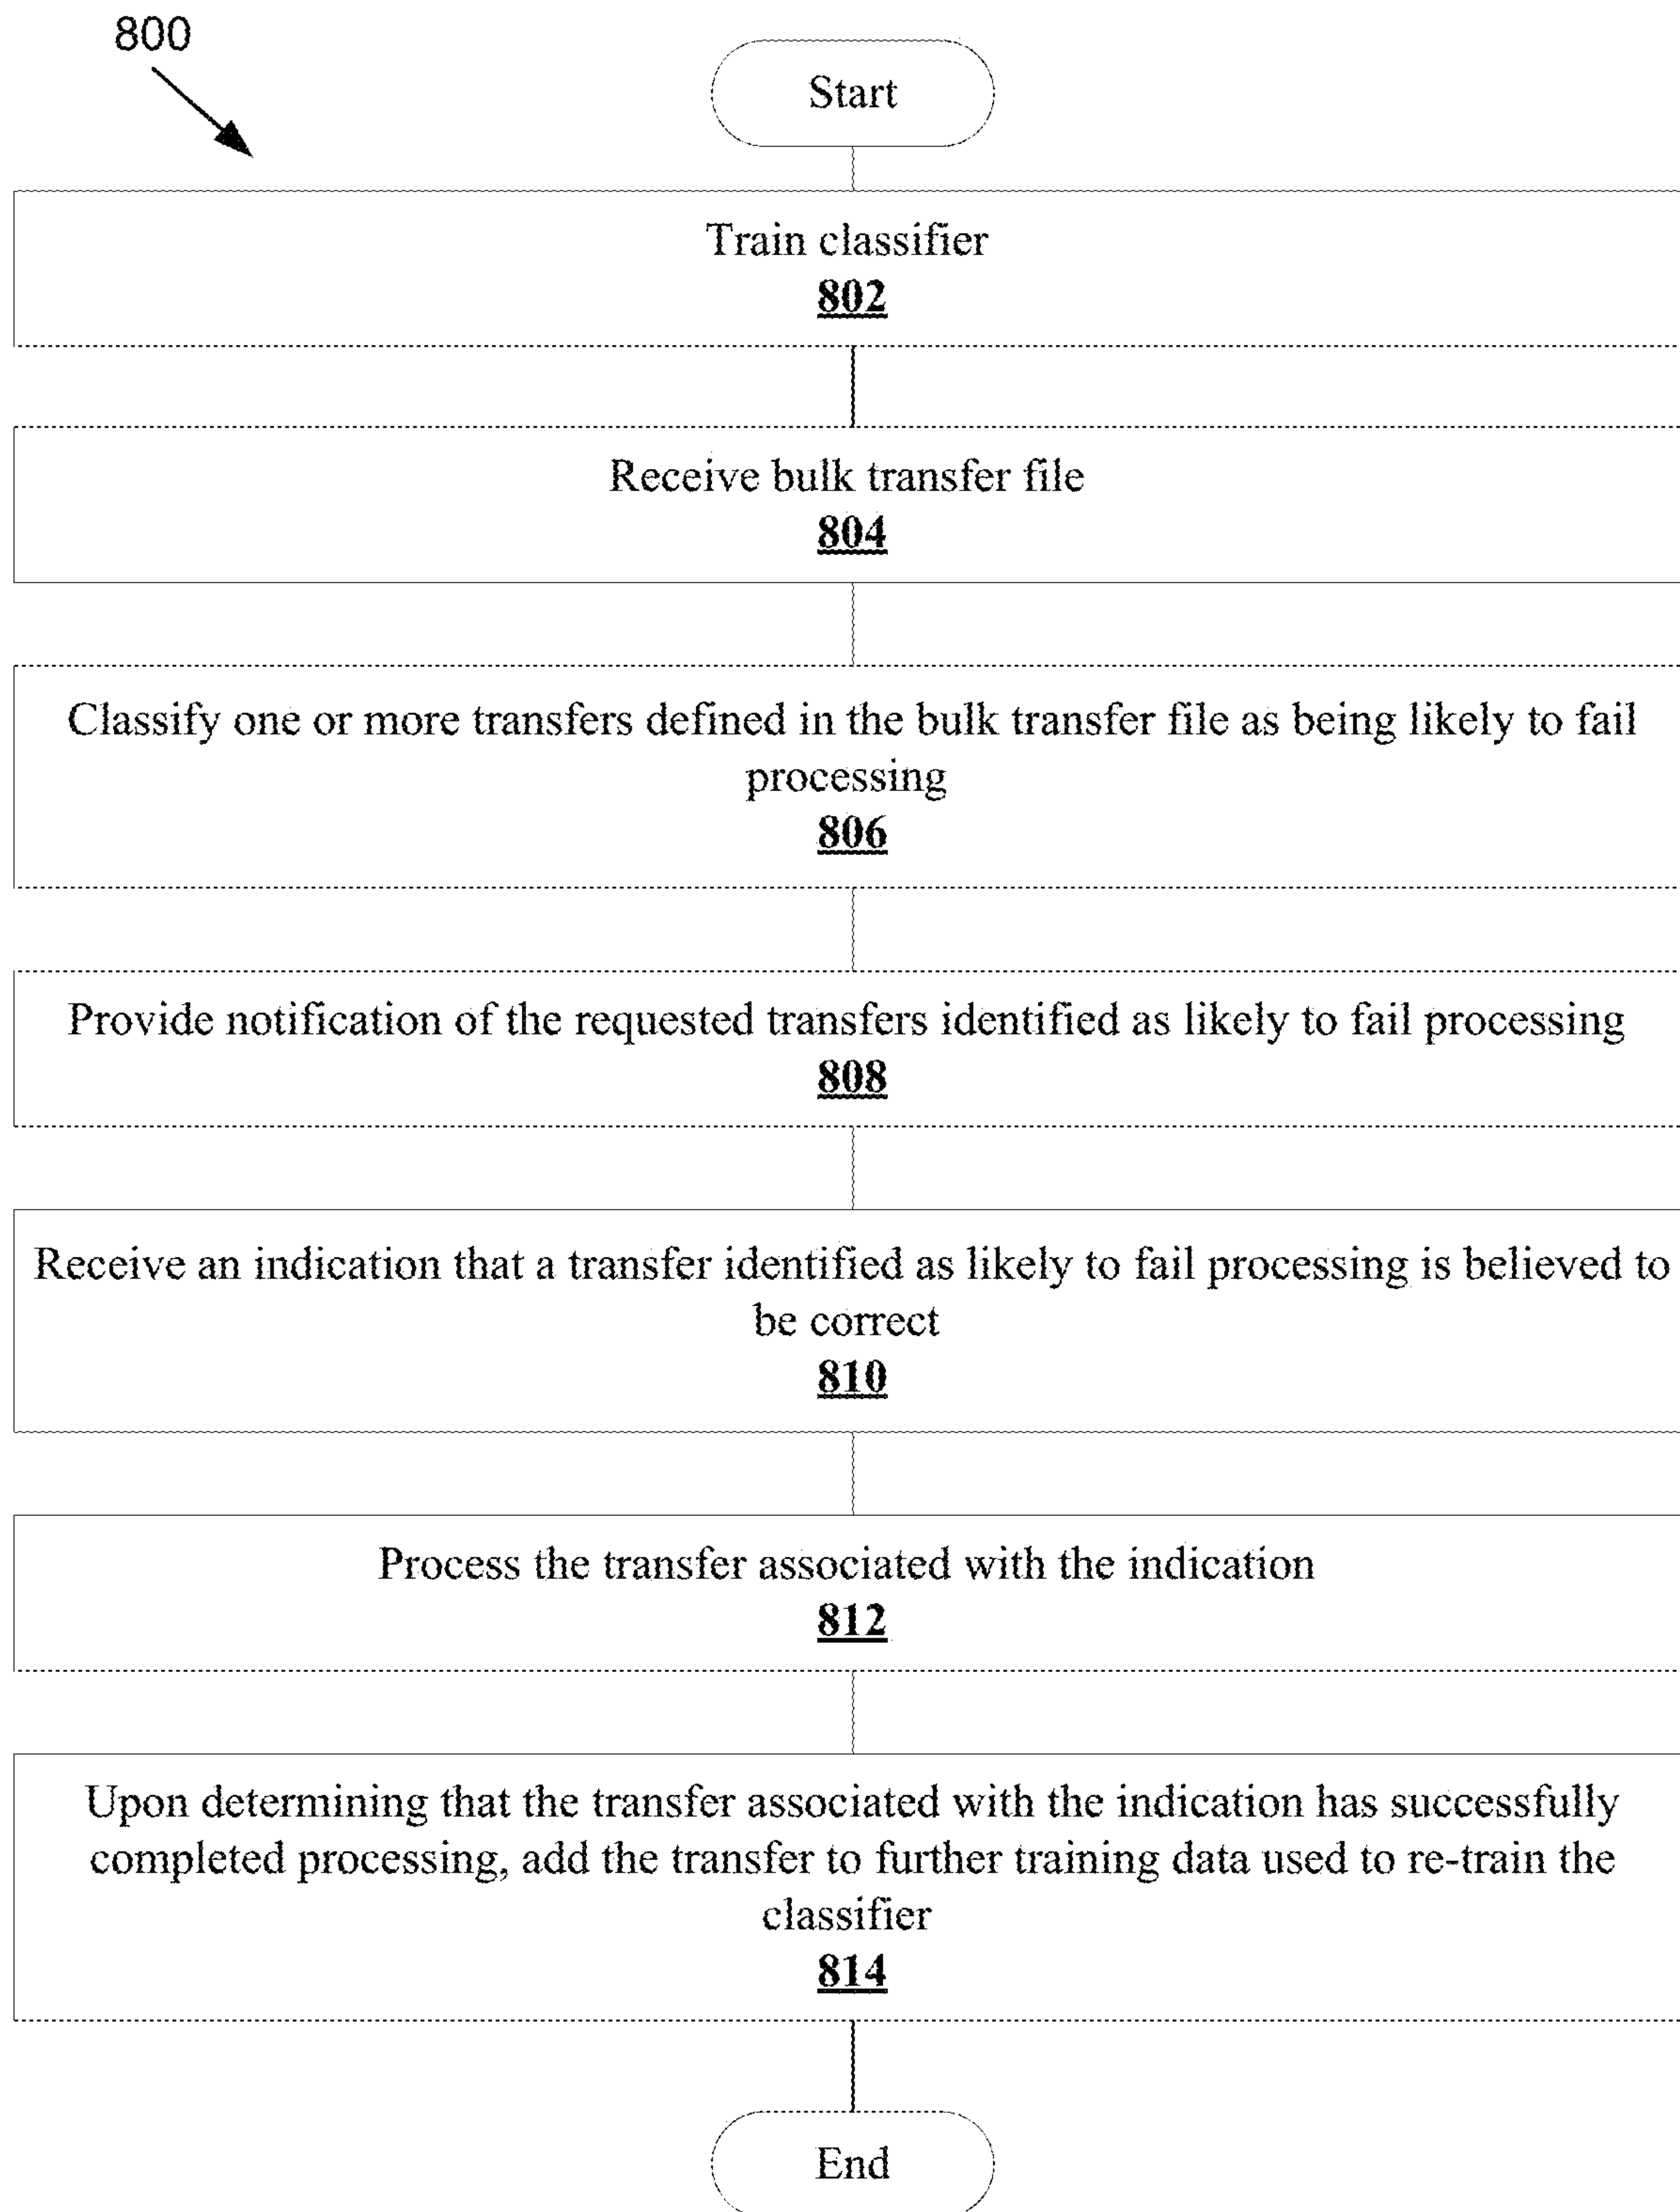 800
Start
Train classifier
802
Receive bulk transfer file
804
Classify one or more transfers defined in the bulk transfer file as being likely to fail
processing
806
Provide notification of the requested transfers identified as likely to fail processing
808
Receive an indication that a transfer identified as likely to fail processing is believed to
be correct
810
Process the transfer associated with the indication
812
Upon determining that the transfer associated with the indication has successfully
completed processing, add the transfer to further training data used to re-train the
classifier
814
End